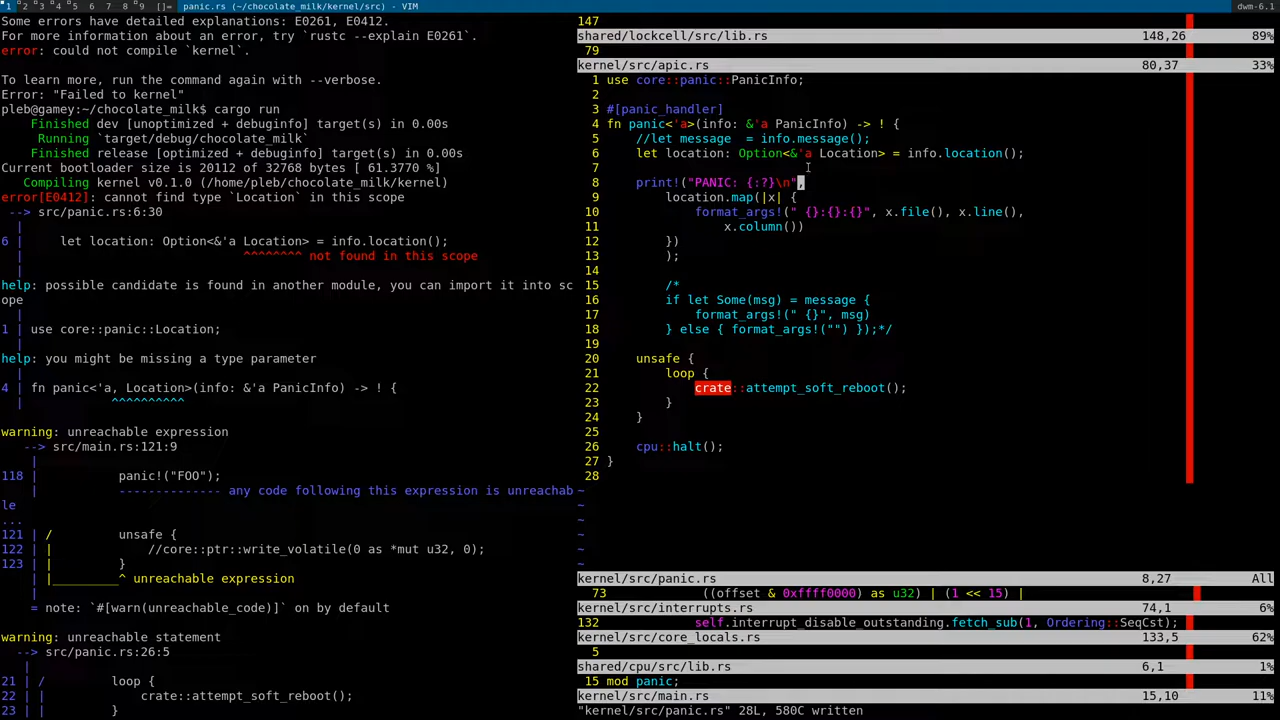 1 2 3 4 5 6 7 8 9 []= panic.rs (~/chocolate_milk/kernel/src) - VIM
dwm-6.1
Some errors have detailed explanations: E0261, E0412.
For more information about an error, try `rustc --explain E0261`.
error: could not compile `kernel`.
To learn more, run the command again with --verbose.
Error: "Failed to kernel"
pleb@gamey:~/chocolate_milk$ cargo run
Finished dev [unoptimized + debuginfo] target(s) in 0.00s
Running `target/debug/chocolate_milk`
Finished release [optimized + debuginfo] target(s) in 0.00s
Current bootloader size is 20112 of 32768 bytes [ 61.3770 %]
Compiling kernel v0.1.0 (/home/pleb/chocolate_milk/kernel)
error[E0412]: cannot find type `Location` in this scope
--> src/panic.rs:6:30
|
6 |     let location: Option<&'a Location> = info.location();
|                              ^^^^^^^^ not found in this scope
|
help: possible candidate is found in another module, you can import it into sc
ope
|
1 | use core::panic::Location;
|
help: you might be missing a type parameter
|
4 | fn panic<'a, Location>(info: &'a PanicInfo) -> ! {
|            ^^^^^^^^^^
warning: unreachable expression
--> src/main.rs:121:9
|
118 |         panic!("FOO");
|         -------------- any code following this expression is unreachab
le
...
121 | /         unsafe {
122 | |             //core::ptr::write_volatile(0 as *mut u32, 0);
123 | |         }
| |_________^ unreachable expression
|
= note: `#[warn(unreachable_code)]` on by default
warning: unreachable statement
--> src/panic.rs:26:5
|
21 | /         loop {
22 | |             crate::attempt_soft_reboot();
23 | |         }
147
shared/lockcell/src/lib.rs 148,26 89%
79
kernel/src/apic.rs 80,37 33%
1 use core::panic::PanicInfo;
2
3 #[panic_handler]
4 fn panic<'a>(info: &'a PanicInfo) -> ! {
5     //let message  = info.message();
6     let location: Option<&'a Location> = info.location();
7
8     print!("PANIC: {:?}\n",
9         location.map(|x| {
10             format_args!(" {}:{}:{}", x.file(), x.line(),
11                 x.column())
12         })
13         );
14
15         /*
16         if let Some(msg) = message {
17             format_args!(" {}", msg)
18         } else { format_args!("") });*/
19
20     unsafe {
21         loop {
22             crate::attempt_soft_reboot();
23         }
24     }
25
26     cpu::halt();
27 }
28
~
~
~
~
~
~
kernel/src/panic.rs 8,27 All
73             ((offset & 0xffff0000) as u32) | (1 << 15) |
kernel/src/interrupts.rs 74,1 6%
132             self.interrupt_disable_outstanding.fetch_sub(1, Ordering::SeqCst);
kernel/src/core_locals.rs 133,5 62%
5
shared/cpu/src/lib.rs 6,1 1%
15 mod panic;
kernel/src/main.rs 15,10 11%
"kernel/src/panic.rs" 28L, 580C written